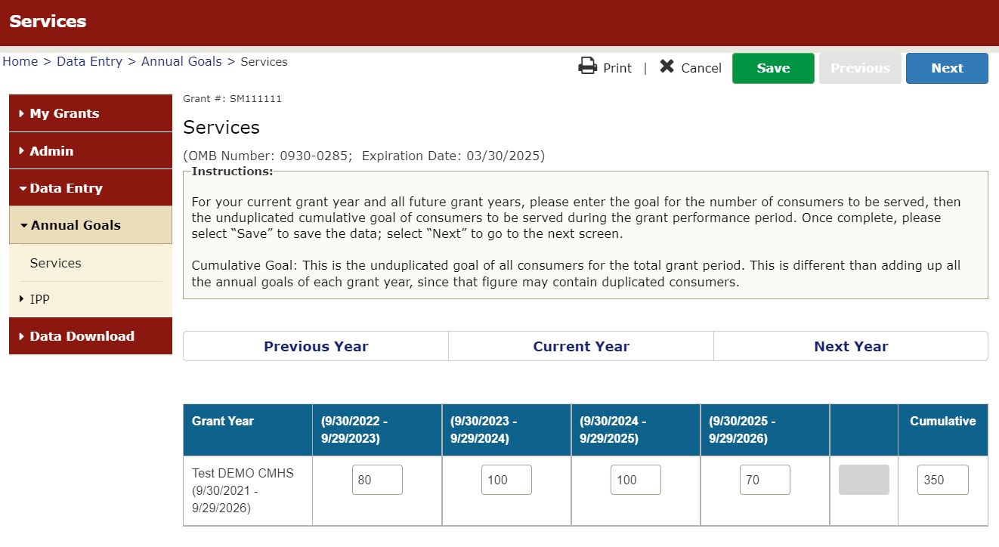 Services
Home > Data Entry > Annual Goals > Services
Print | Cancel Save Previous Next
My Grants
Admin
Data Entry
Annual Goals
Services
IPP
Data Download
Grant #: SM111111
Services
(OMB Number: 0930-0285; Expiration Date: 03/30/2025)
Instructions:
For your current grant year and all future grant years, please enter the goal for the number of consumers to be served, then
the unduplicated cumulative goal of consumers to be served during the grant performance period. Once complete, please
select “Save” to save the data; select “Next” to go to the next screen.
Cumulative Goal: This is the unduplicated goal of all consumers for the total grant period. This is different than adding up all
the annual goals of each grant year, since that figure may contain duplicated consumers.
Previous Year Current Year Next Year
Grant Year (9/30/2022 - 9/29/2023) (9/30/2023 - 9/29/2024) (9/30/2024 - 9/29/2025) (9/30/2025 - 9/29/2026) Cumulative
Test DEMO CMHS
(9/30/2021 -
9/29/2026)
80 100 100 70 350